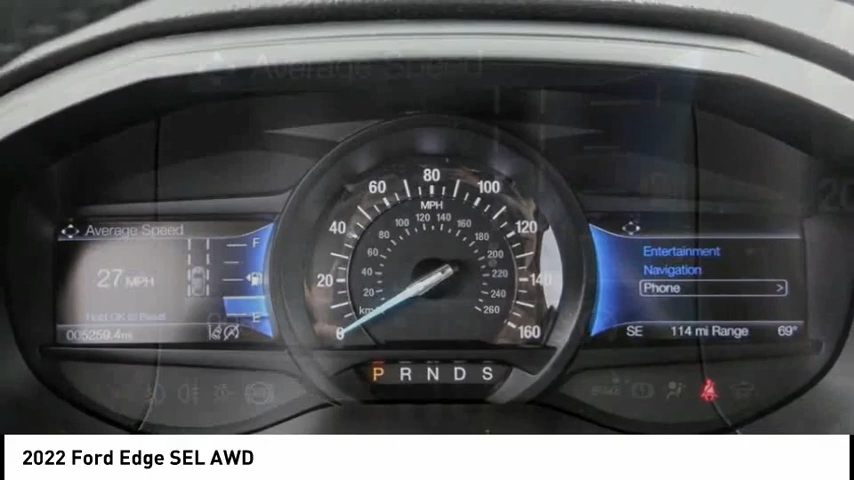 Average Speed
Average Speed
27 MPH
Hold OK to Reset
005259.4mi
F
E
0 20 40 60 80 100 120 140 160
MPH
20 40 60 80 100 120 140 160 180 200 220 240 260
km/h
P R N D S
Entertainment
Navigation
Phone >
SE 114 mi Range 69°
2022 Ford Edge SEL AWD